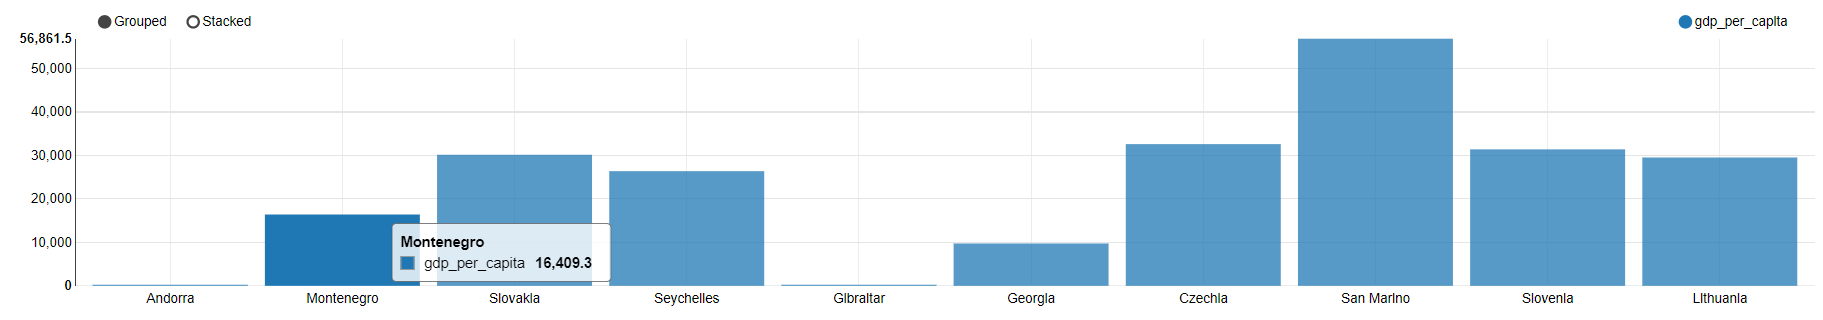 Grouped Stacked gdp_per_capita
56,861.5
50,000
40,000
30,000
20,000
10,000
0
Montenegro
gdp_per_capita 16,409.3
Andorra Montenegro Slovakia Seychelles Gibraltar Georgia Czechia San Marino Slovenia Lithuania